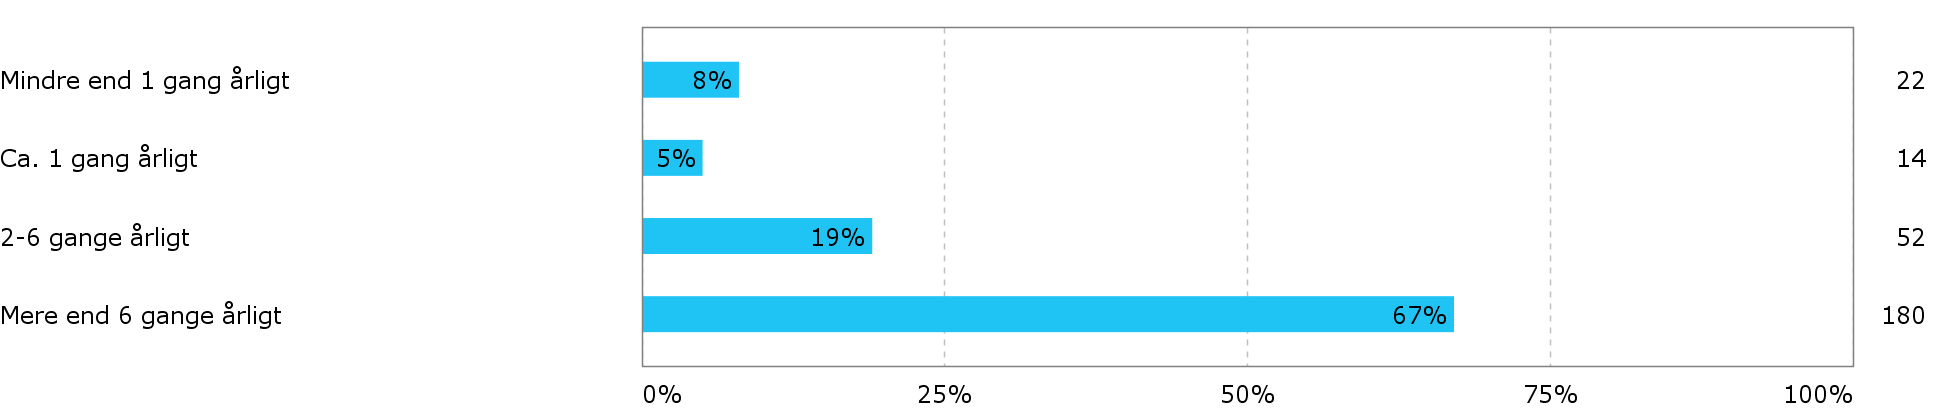 Mindre end 1 gang årligt 8% 22
Ca. 1 gang årligt 5% 14
2-6 gange årligt 19% 52
Mere end 6 gange årligt 67% 180
0% 25% 50% 75% 100%